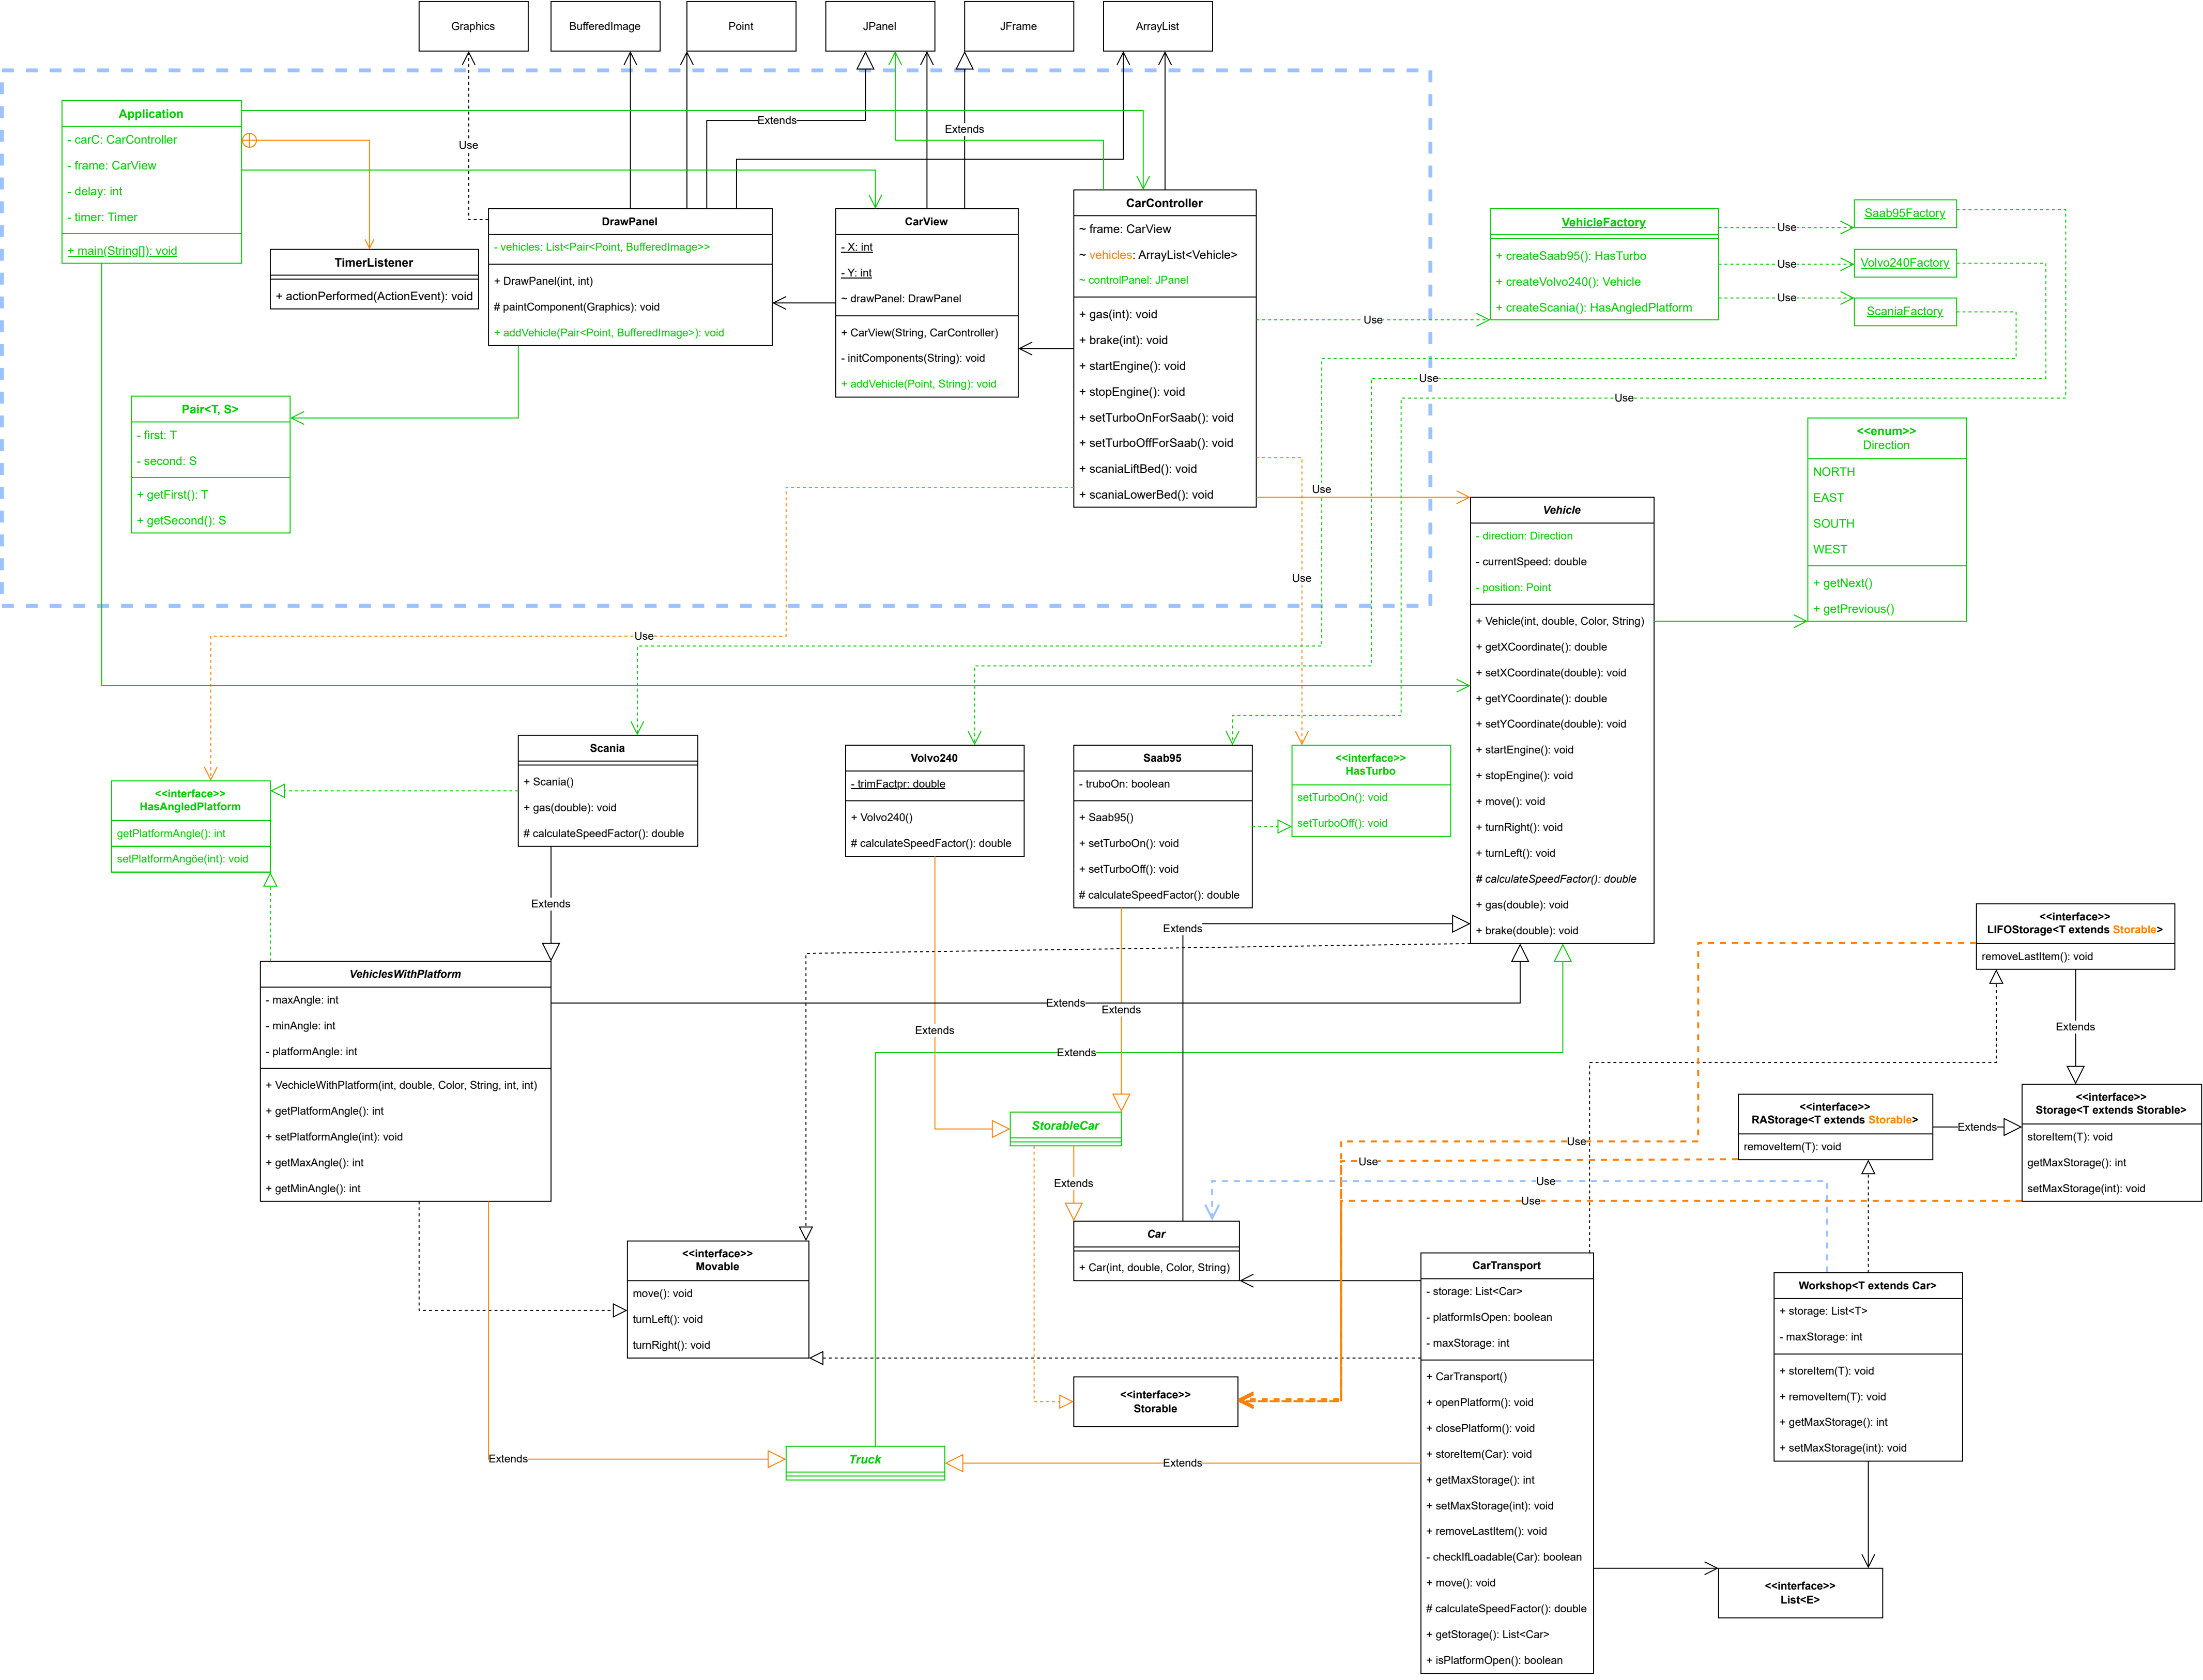 Graphics
BufferedImage
Point
JPanel
JFrame
ArrayList
Application
- carC: CarController
- frame: CarView
- delay: int
- timer: Timer
+ main(String[]): void
Use
Extends
Extends
TimerListener
+ actionPerformed(ActionEvent): void
DrawPanel
- vehicles: List<Pair<Point, BufferedImage>>
+ DrawPanel(int, int)
# paintComponent(Graphics): void
+ addVehicle(Pair<Point, BufferedImage>): void
CarView
- X: int
- Y: int
~ drawPanel: DrawPanel
+ CarView(String, CarController)
- initComponents(String): void
+ addVehicle(Point, String): void
CarController
~ frame: CarView
~ vehicles: ArrayList<Vehicle>
~ controlPanel: JPanel
+ gas(int): void
+ brake(int): void
+ startEngine(): void
+ stopEngine(): void
+ setTurboOnForSaab(): void
+ setTurboOffForSaab(): void
+ scaniaLiftBed(): void
+ scaniaLowerBed(): void
VehicleFactory
+ createSaab95(): HasTurbo
+ createVolvo240(): Vehicle
+ createScania(): HasAngledPlatform
Use
Use
Use
Saab95Factory
Volvo240Factory
ScaniaFactory
Use
Use
Use
Pair<T, S>
- first: T
- second: S
+ getFirst(): T
+ getSecond(): S
<<enum>>
Direction
NORTH
EAST
SOUTH
WEST
+ getNext()
+ getPrevious()
Use
Use
Use
Vehicle
- direction: Direction
- currentSpeed: double
- position: Point
+ Vehicle(int, double, Color, String)
+ getXCoordinate(): double
+ setXCoordinate(double): void
+ getYCoordinate(): double
+ setYCoordinate(double): void
+ startEngine(): void
+ stopEngine(): void
+ move(): void
+ turnRight(): void
+ turnLeft(): void
# calculateSpeedFactor(): double
+ gas(double): void
+ brake(double): void
<<interface>>
HasAngledPlatform
getPlatformAngle(): int
setPlatformAngöe(int): void
Scania
+ Scania()
+ gas(double): void
# calculateSpeedFactor(): double
Volvo240
- trimFactpr: double
+ Volvo240()
# calculateSpeedFactor(): double
Saab95
- truboOn: boolean
+ Saab95()
+ setTurboOn(): void
+ setTurboOff(): void
# calculateSpeedFactor(): double
<<interface>>
HasTurbo
setTurboOn(): void
setTurboOff(): void
Extends
Extends
Extends
Extends
Extends
Extends
VehiclesWithPlatform
- maxAngle: int
- minAngle: int
- platformAngle: int
+ VechicleWithPlatform(int, double, Color, String, int, int)
+ getPlatformAngle(): int
+ setPlatformAngle(int): void
+ getMaxAngle(): int
+ getMinAngle(): int
<<interface>>
LIFOStorage<T extends Storable>
removeLastItem(): void
Extends
<<interface>>
RAStorage<T extends Storable>
removeItem(T): void
Extends
<<interface>>
Storage<T extends Storable>
storeItem(T): void
getMaxStorage(): int
setMaxStorage(int): void
StorableCar
Extends
Use
Use
Use
Use
Car
+ Car(int, double, Color, String)
<<interface>>
Movable
move(): void
turnLeft(): void
turnRight(): void
<<interface>>
Storable
CarTransport
- storage: List<Car>
- platformIsOpen: boolean
- maxStorage: int
+ CarTransport()
+ openPlatform(): void
+ closePlatform(): void
+ storeItem(Car): void
+ getMaxStorage(): int
+ setMaxStorage(int): void
+ removeLastItem(): void
- checkIfLoadable(Car): boolean
+ move(): void
# calculateSpeedFactor(): double
+ getStorage(): List<Car>
+ isPlatformOpen(): boolean
Workshop<T extends Car>
+ storage: List<T>
- maxStorage: int
+ storeItem(T): void
+ removeItem(T): void
+ getMaxStorage(): int
+ setMaxStorage(int): void
Extends
Truck
Extends
<<interface>>
List<E>